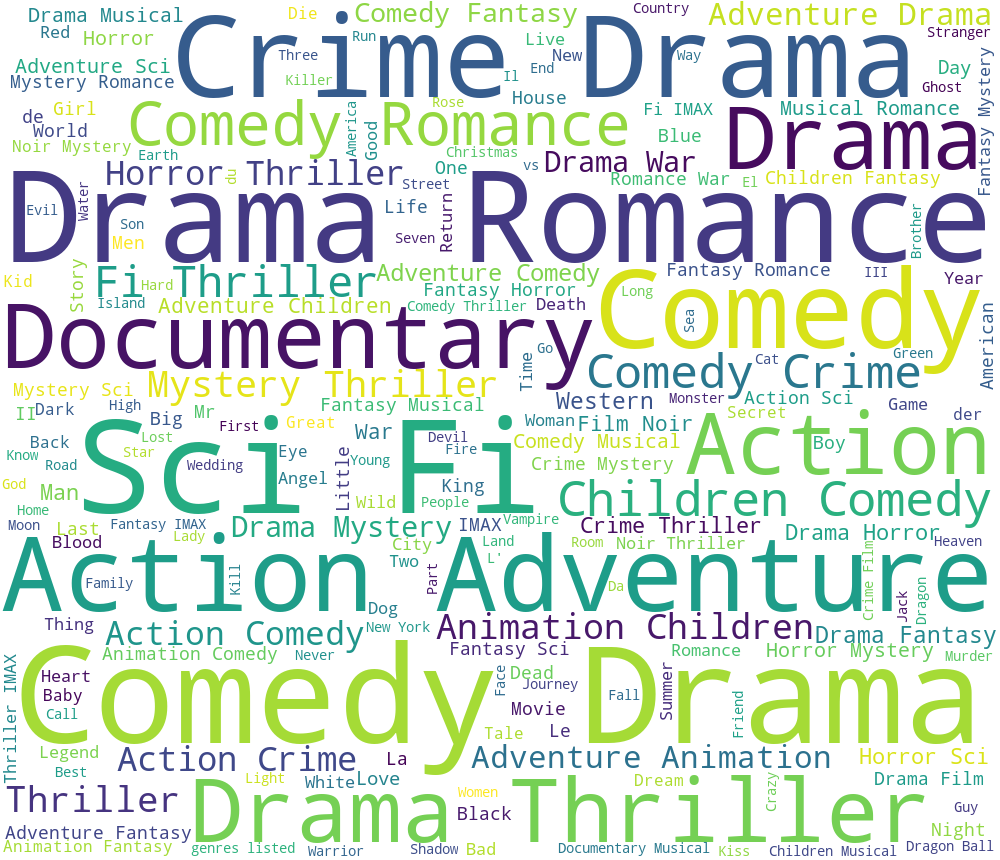 Drama Musical
Die
Comedy Fantasy
Country
Adventure Drama
Red
Horror
Crime Drama
Three
Run
Live
New
Way
Stranger
Adventure Sci
Mystery Romance
Killer
Il
End
House
Day
Ghost
de
Girl
World
Noir Mystery
Comedy Romance
America
Good
Rose
Fi IMAX
Blue
Musical Romance
Drama
Fantasy Mystery
Earth
Christmas
One
vs
Drama War
Horror Thriller
du
Street
Romance War
El
Children Fantasy
Drama Romance
Evil
Water
Son
Men
Life
Seven
Return
Brother
Kid
Story
Fi Thriller
Hard
Island
Adventure Children
Adventure Comedy
Fantasy Horror
Comedy Thriller
Death
Fantasy Romance
III
Year
Long
Sea
Comedy
American
Documentary
Time
Go
Comedy Crime
Cat
Green
Mystery Sci
Mystery Thriller
Western
Monster
Action Sci
Game
der
II
Dark
High
Big
Mr
First
Great
Fantasy Musical
Woman
Film Noir
Secret
Boy
Action
Back
Know
Road
Lost
Star
Wedding
War
Eye
Angel
Little
Young
Devil
Fire
Comedy Musical
Crime Mystery
Sci Fi
God
Man
Home
Wild
People
King
Children Comedy
Moon
Last
Fantasy IMAX
Lady
Drama Mystery
IMAX
Vampire
Crime Thriller
Drama Horror
Heaven
Blood
City
Two
Land
L'
Room
Noir Thriller
Crime Film
Action Adventure
Family
Kill
Part
Da
Jack
Dragon
Thing
Dog
New York
Action Comedy
Animation Children
Drama Fantasy
Animation Comedy
Never
Fantasy Sci
Romance
Horror Mystery
Murder
Thriller IMAX
Heart
Baby
Call
Comedy Drama
Face
Dead
Journey
Movie
Fall
Summer
Friend
Legend
Best
Action Crime
La
Tale
Le
Adventure Animation
Horror Sci
Thriller
Light
White
Love
Women
Black
Dream
Crazy
Drama Film
Guy
Drama Thriller
Adventure Fantasy
Animation Fantasy
genres listed
Warrior
Shadow
Bad
Documentary Musical
Kiss
Children Musical
Night
Dragon Ball